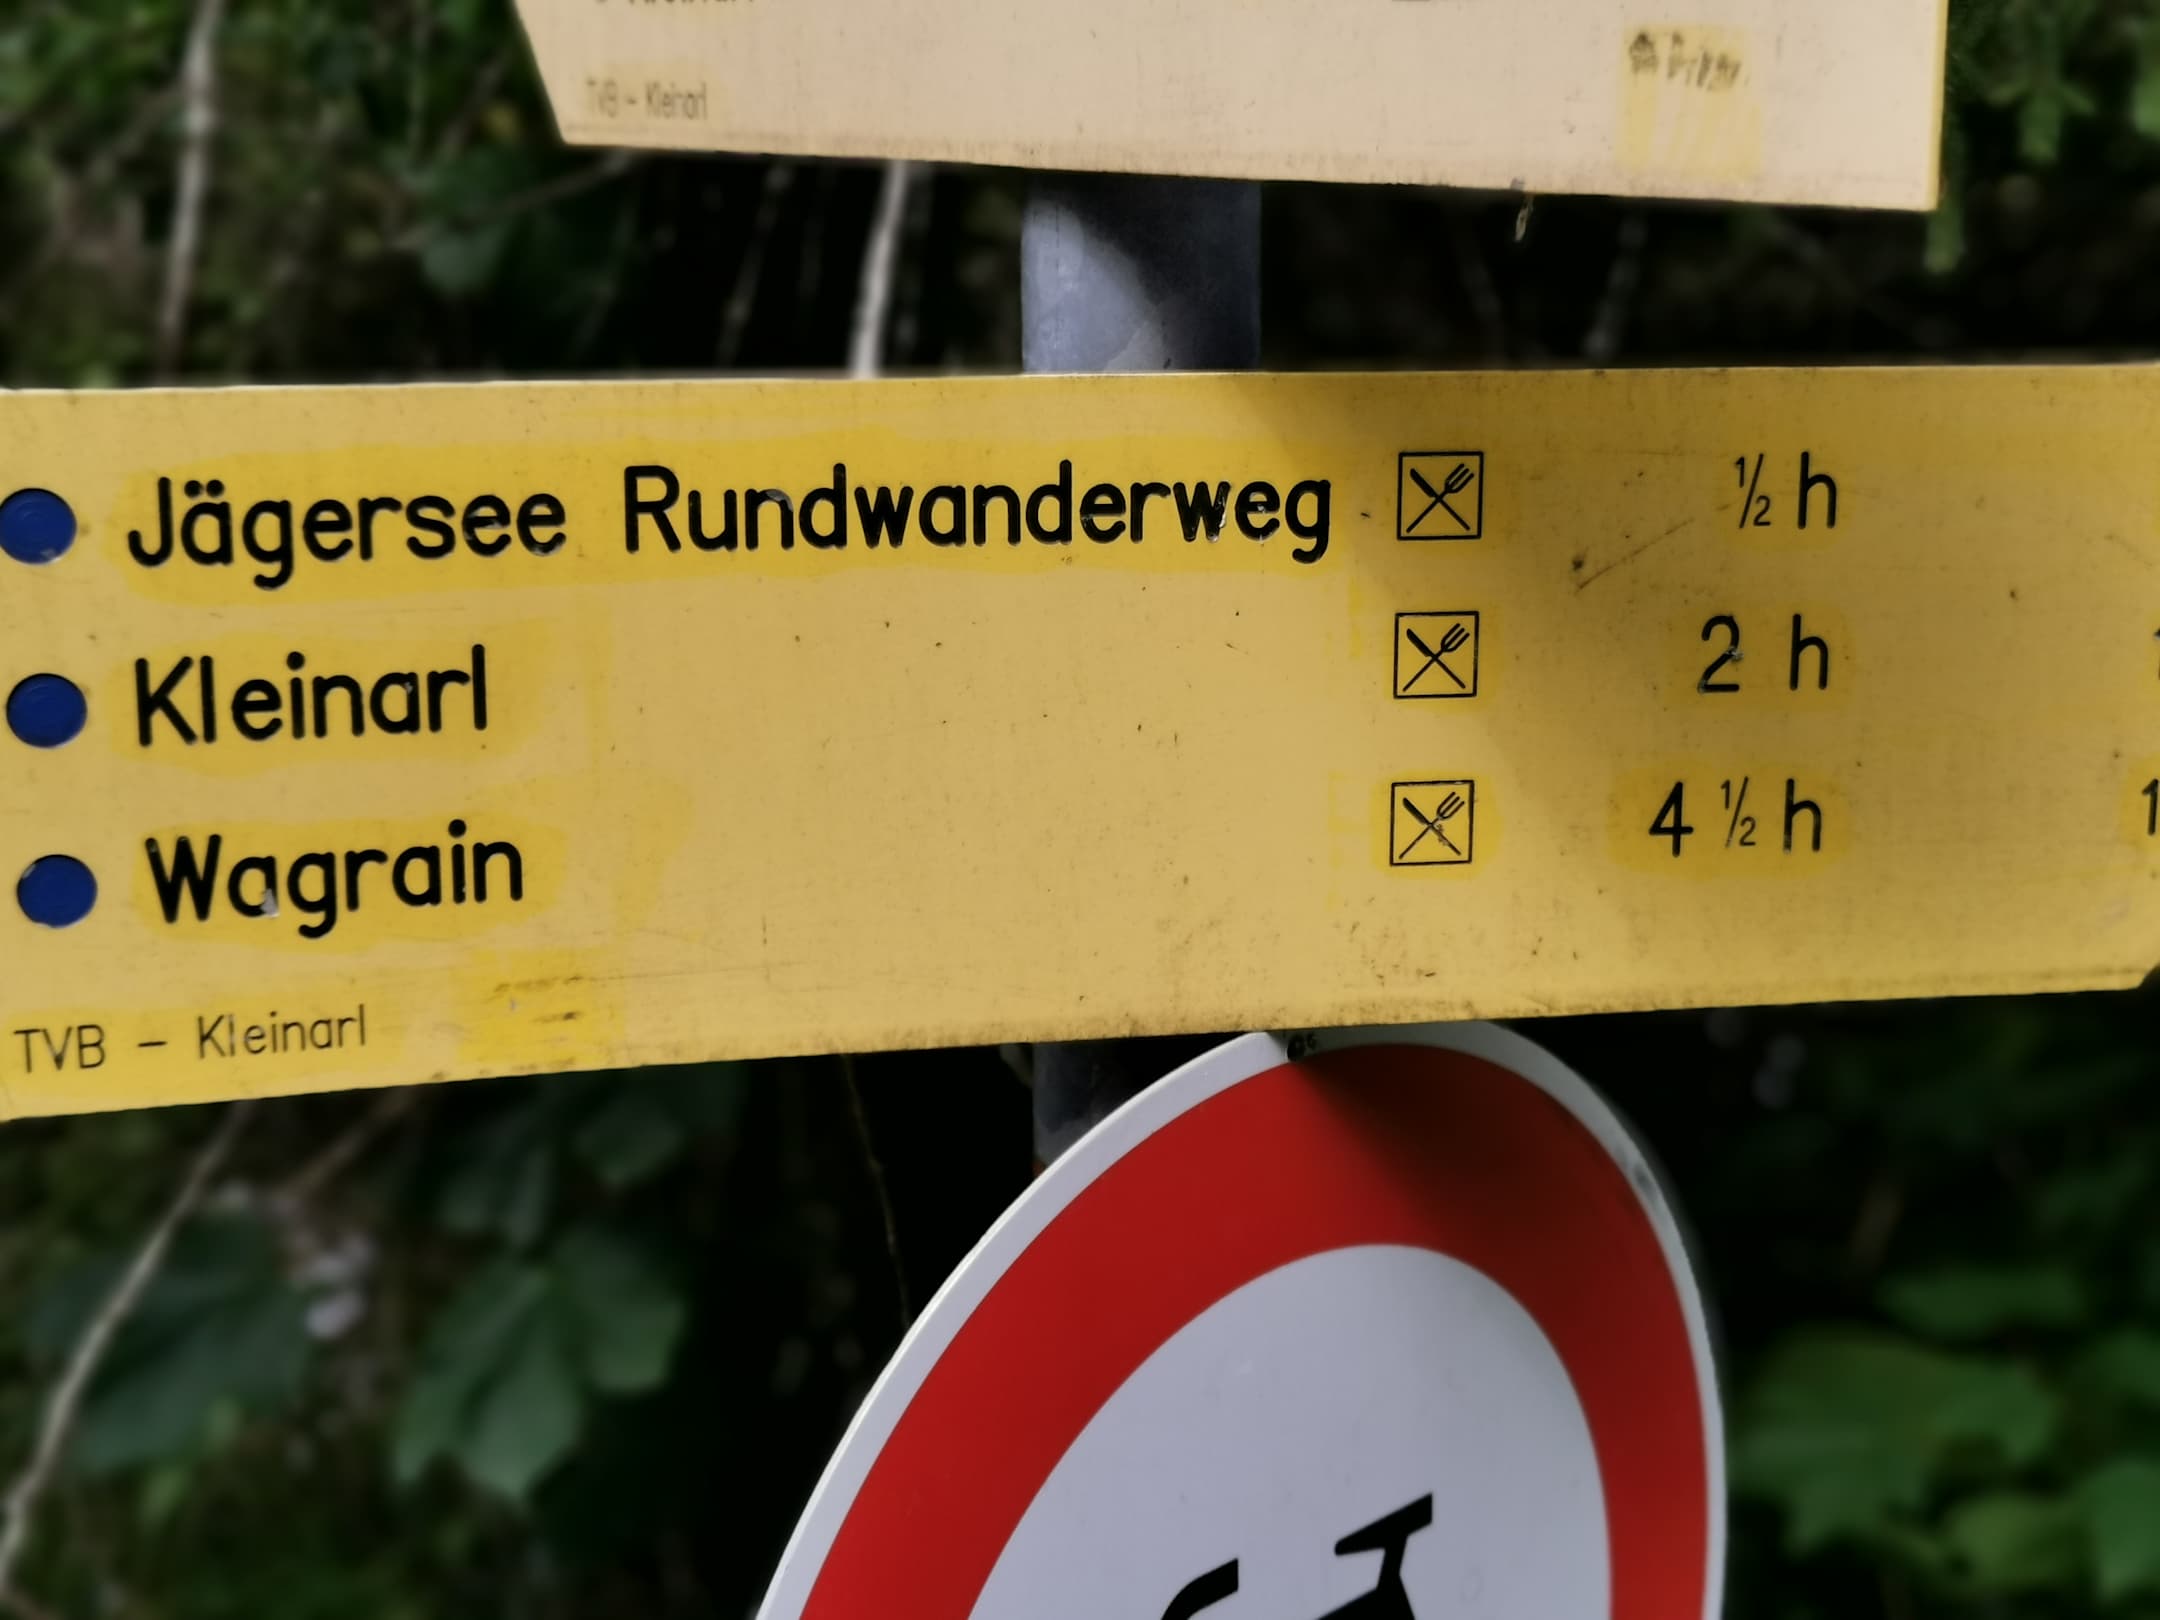 TVB - Kleinarl
Jägersee Rundwanderweg ½ h
Kleinarl 2 h
Wagrain 4 ½ h
TVB - Kleinarl